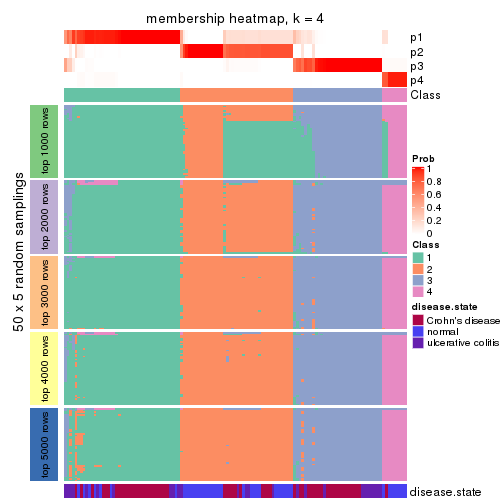 membership heatmap, k = 4
p1
p2
p3
p4
Class
50 x 5 random samplings
top 1000 rows
top 2000 rows
top 3000 rows
top 4000 rows
top 5000 rows
Prob
1
0.8
0.6
0.4
0.2
0
Class
1
2
3
4
disease.state
Crohn's disease
normal
ulcerative colitis
disease.state